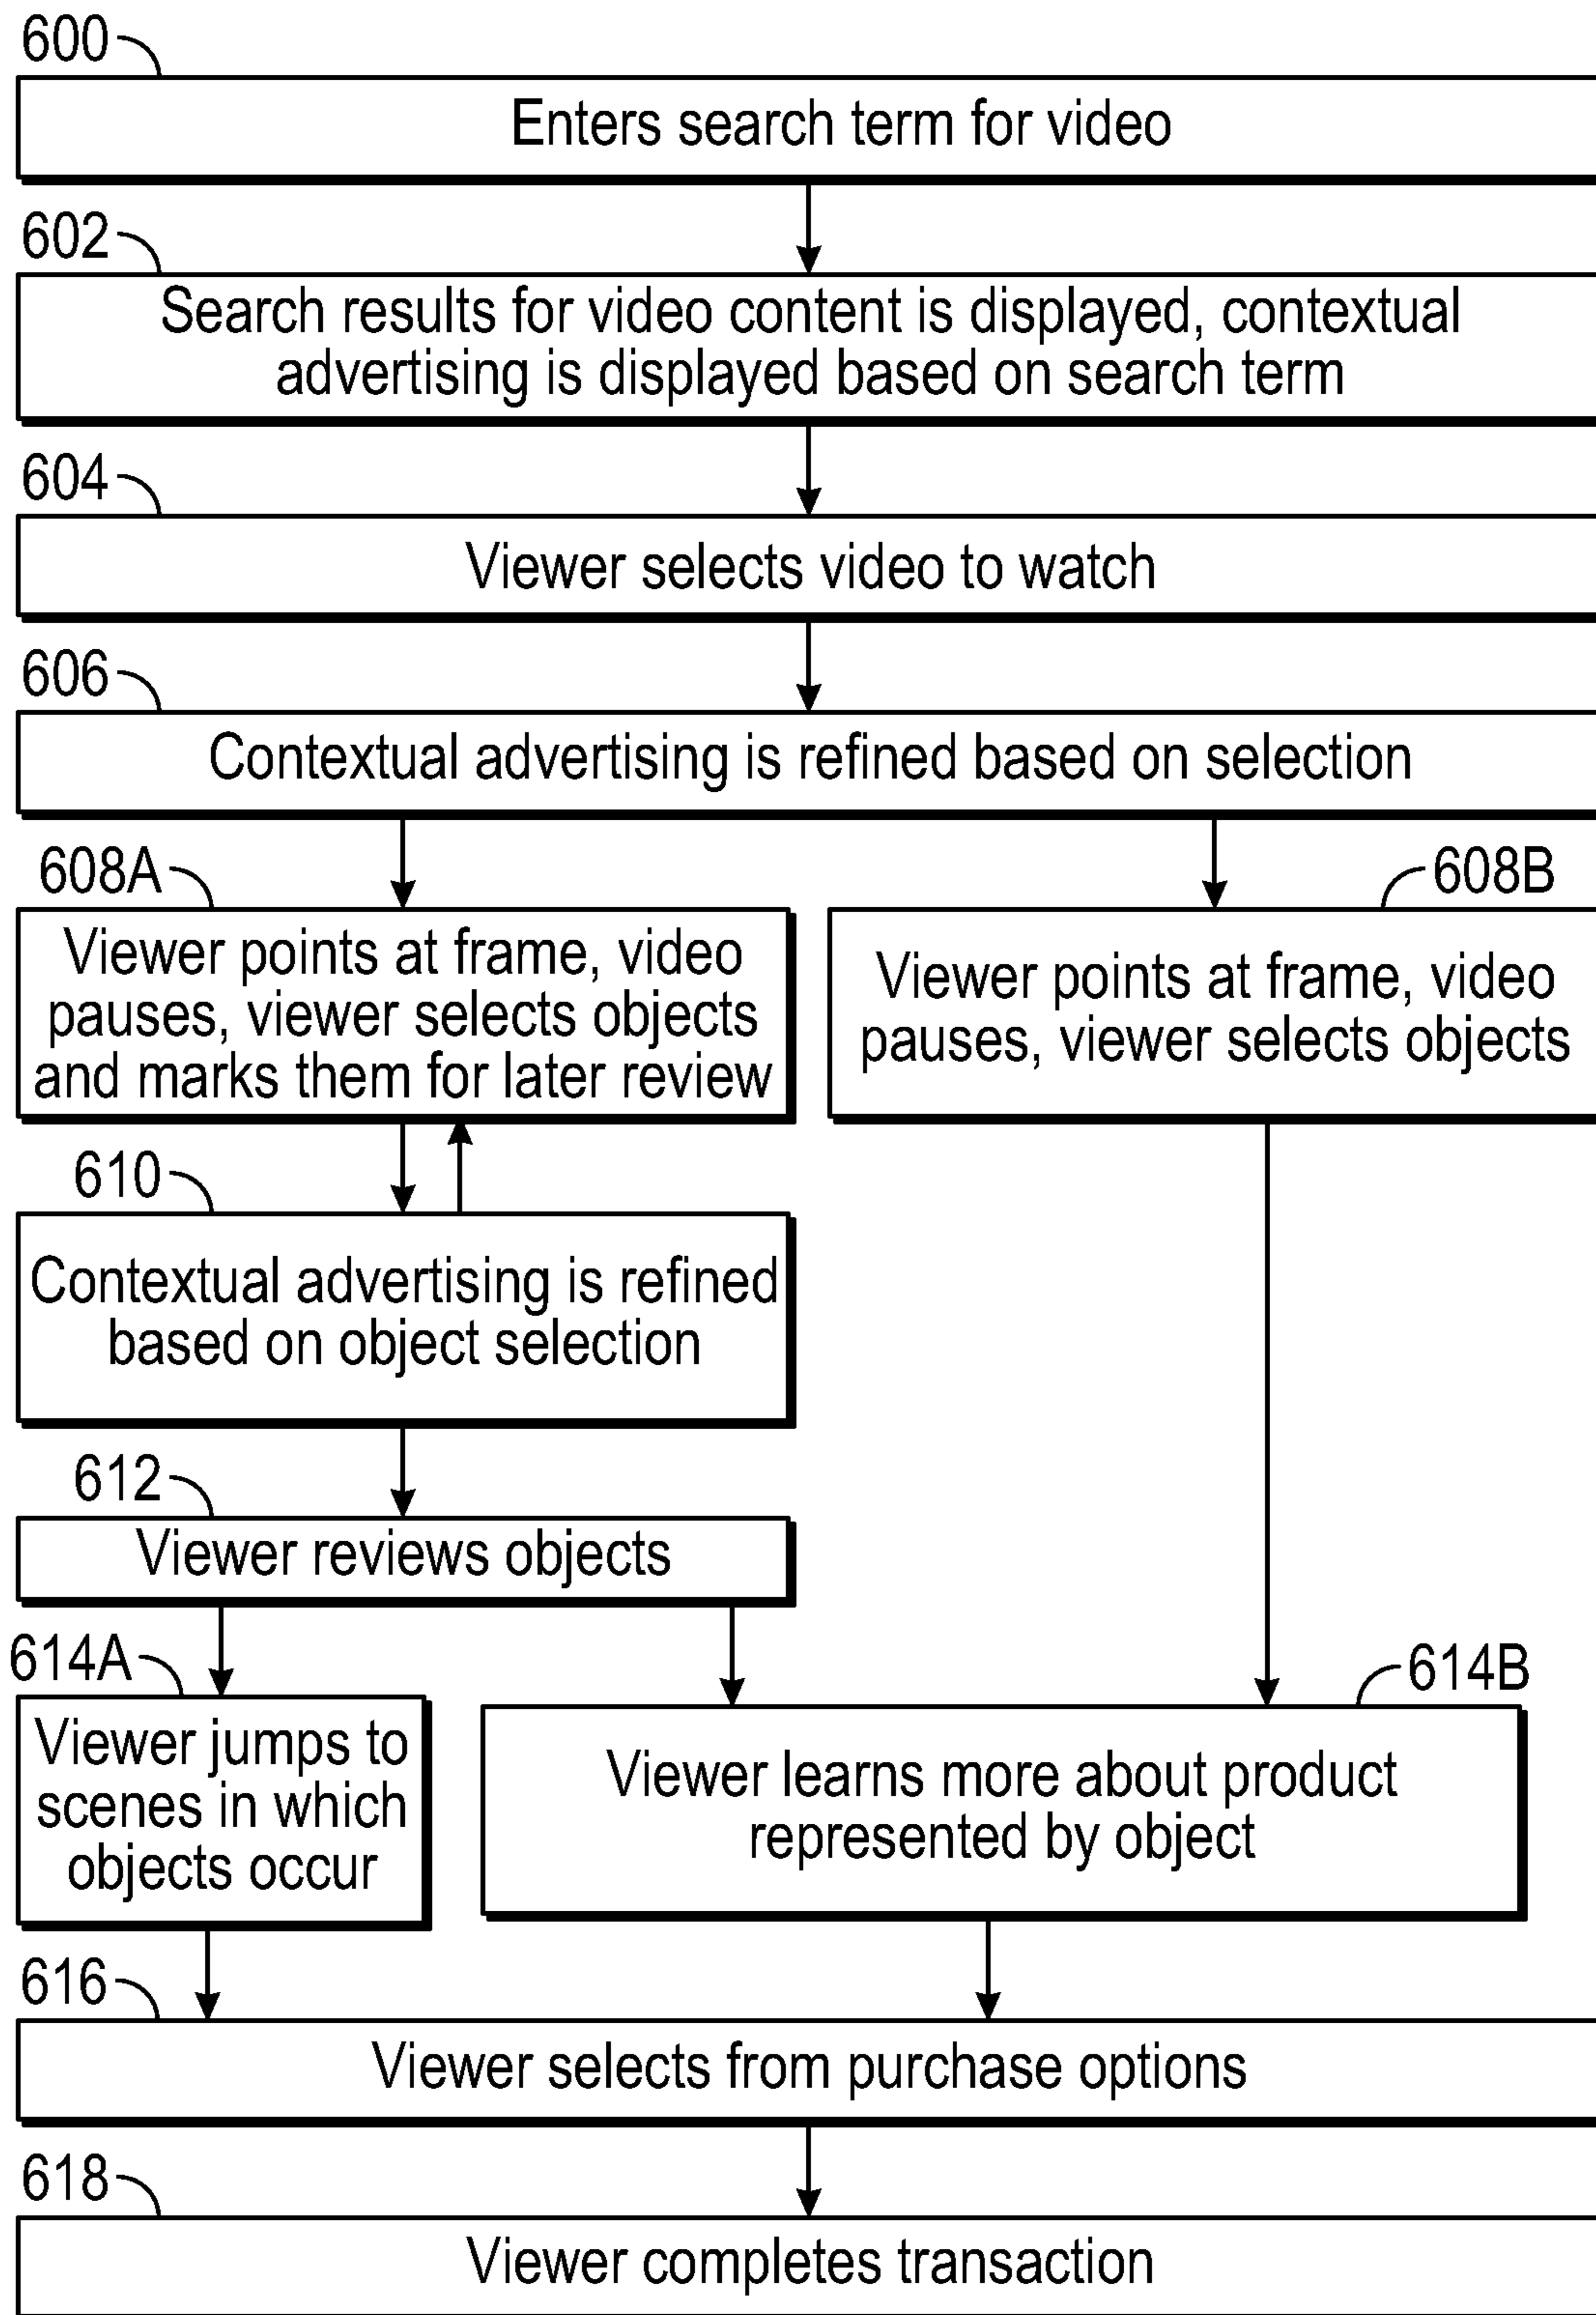 600
Enters search term for video
602
Search results for video content is displayed, contextual
advertising is displayed based on search term
604
Viewer selects video to watch
606
Contextual advertising is refined based on selection
608A
Viewer points at frame, video
pauses, viewer selects objects
and marks them for later review
608B
Viewer points at frame, video
pauses, viewer selects objects
610
Contextual advertising is refined
based on object selection
612
Viewer reviews objects
614A
Viewer jumps to
scenes in which
objects occur
614B
Viewer learns more about product
represented by object
616
Viewer selects from purchase options
618
Viewer completes transaction